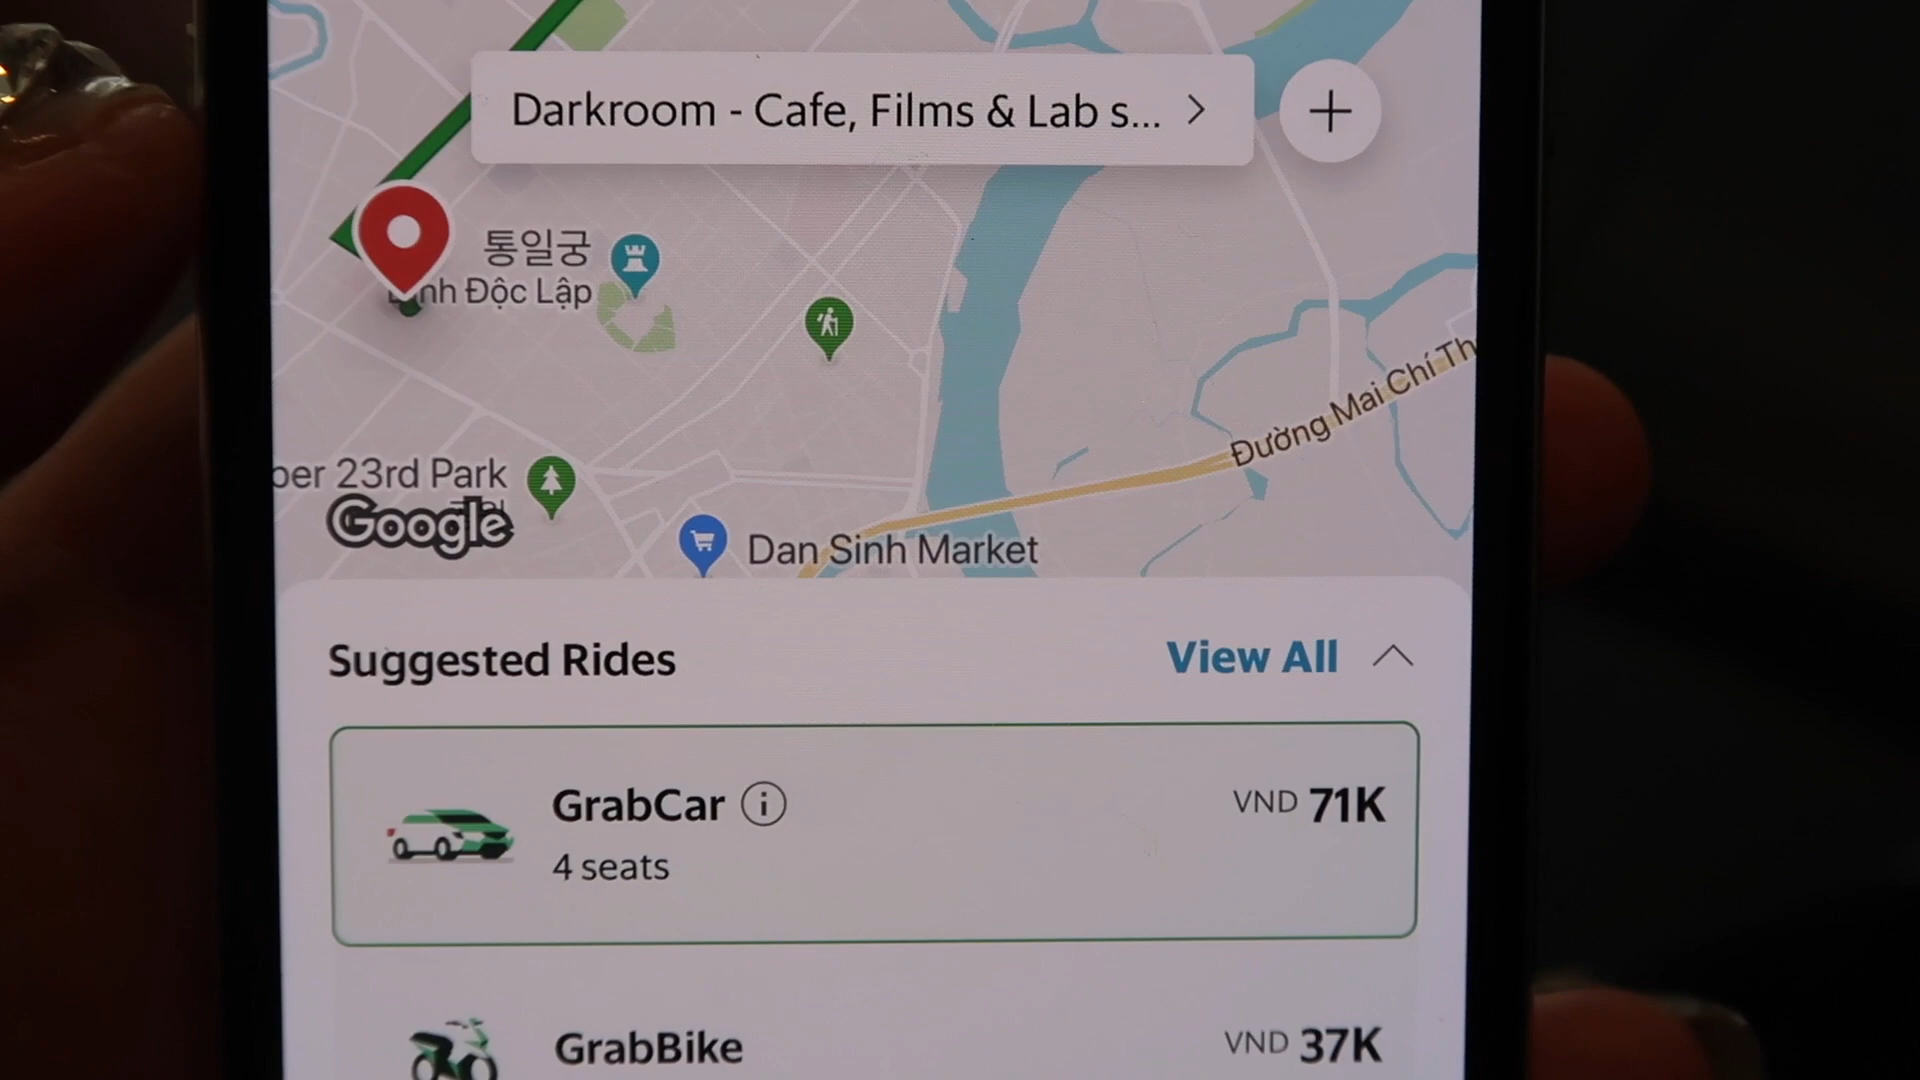 Darkroom - Cafe, Films & Lab s...
통일궁
nh Độc Lập
Đường Mai Chí Th
ber 23rd Park
Google
Dan Sinh Market
Suggested Rides
View All
GrabCar i
VND 71K
4 seats
GrabBike
VND 37K